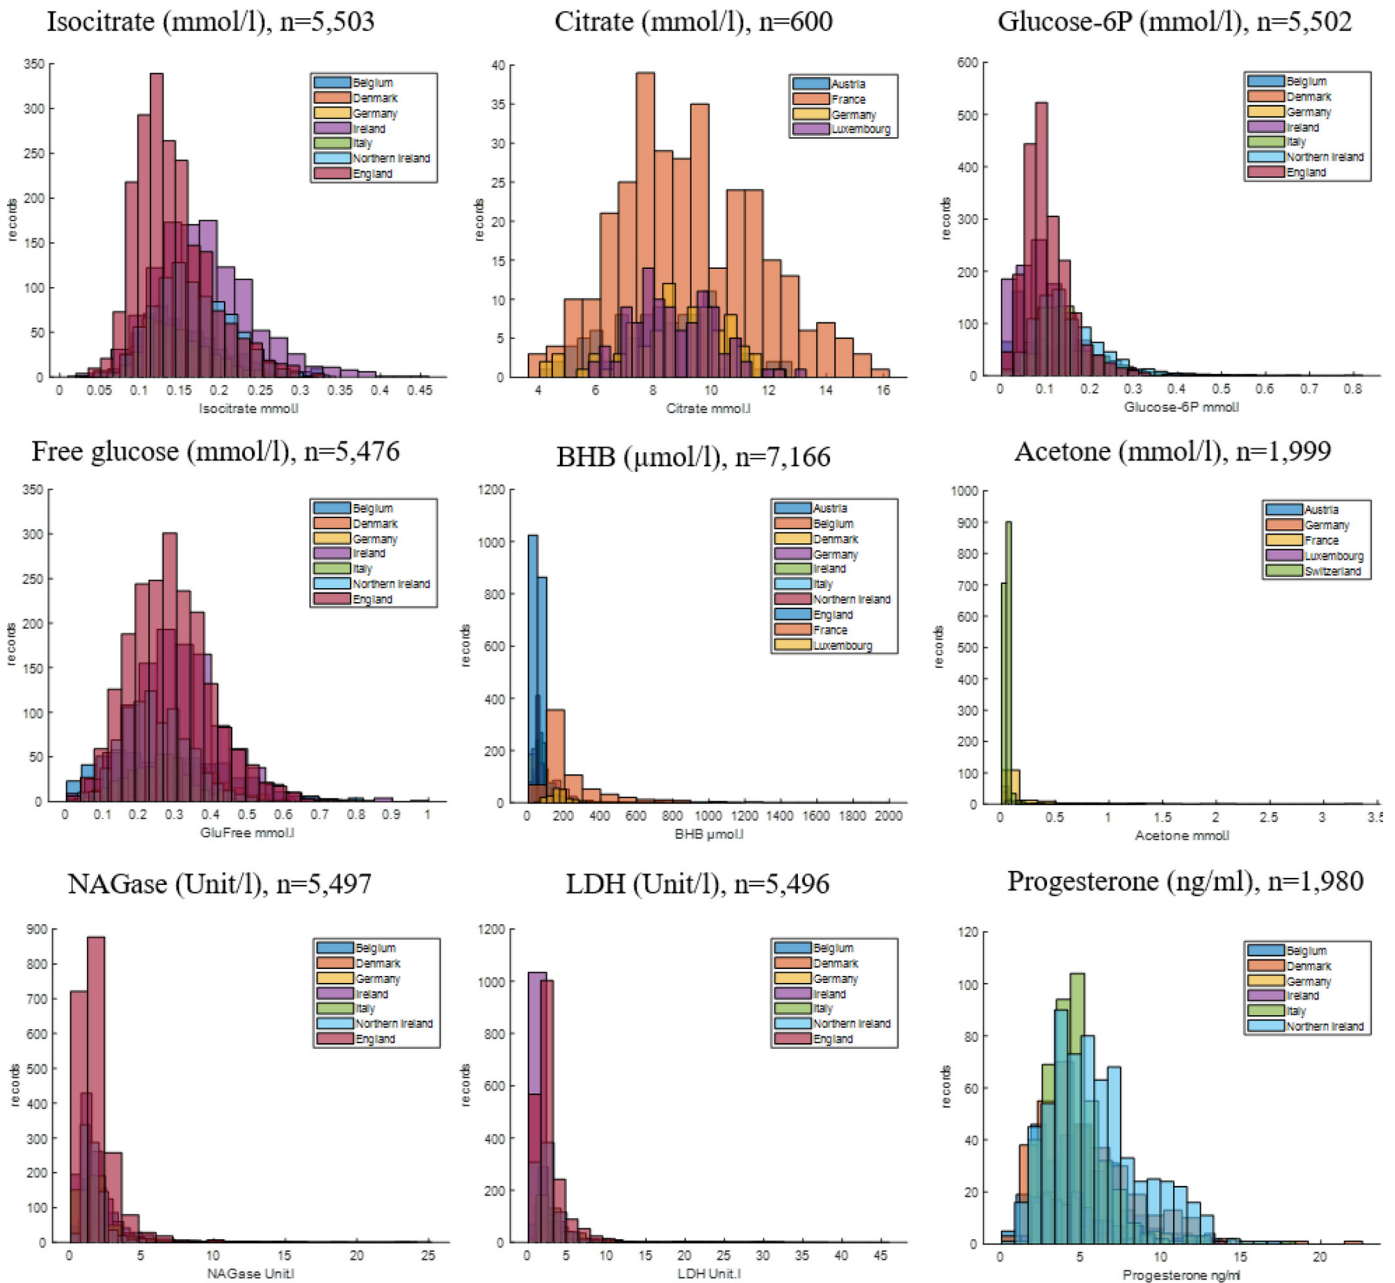 Isocitrate (mmol/l), n=5,503
350
300
250
200
150
100
50
0
records
0 0.05 0.1 0.15 0.2 0.25 0.3 0.35 0.4 0.45
Isocitrate mmol.l
Belgium
Denmark
Germany
Ireland
Italy
Northern Ireland
England
Citrate (mmol/l), n=600
40
35
30
25
20
15
10
5
0
records
4 6 8 10 12 14 16
Citrate mmol.l
Austria
France
Germany
Luxembourg
Glucose-6P (mmol/l), n=5,502
600
500
400
300
200
100
0
records
0 0.1 0.2 0.3 0.4 0.5 0.6 0.7 0.8
Glucose-6P mmol.l
Belgium
Denmark
Germany
Ireland
Italy
Northern Ireland
England
Free glucose (mmol/l), n=5,476
350
300
250
200
150
100
50
0
records
0 0.1 0.2 0.3 0.4 0.5 0.6 0.7 0.8 0.9 1
GluFree mmol.l
Belgium
Denmark
Germany
Ireland
Italy
Northern Ireland
England
BHB (µmol/l), n=7,166
1200
1000
800
600
400
200
0
records
0 200 400 600 800 1000 1200 1400 1600 1800 2000
BHB µmol.l
Austria
Belgium
Denmark
Germany
Ireland
Italy
Northern Ireland
England
France
Luxembourg
Acetone (mmol/l), n=1,999
1000
900
800
700
600
500
400
300
200
100
0
records
0 0.5 1 1.5 2 2.5 3 3.5
Acetone mmol.l
Austria
Germany
France
Luxembourg
Switzerland
NAGase (Unit/l), n=5,497
900
800
700
600
500
400
300
200
100
0
records
0 5 10 15 20 25
NAGase Unit.l
Belgium
Denmark
Germany
Ireland
Italy
Northern Ireland
England
LDH (Unit/l), n=5,496
1200
1000
800
600
400
200
0
records
0 5 10 15 20 25 30 35 40 45
LDH Unit.l
Belgium
Denmark
Germany
Ireland
Italy
Northern Ireland
England
Progesterone (ng/ml), n=1,980
120
100
80
60
40
20
0
records
0 5 10 15 20
Progesterone ng/ml
Belgium
Denmark
Germany
Ireland
Italy
Northern Ireland